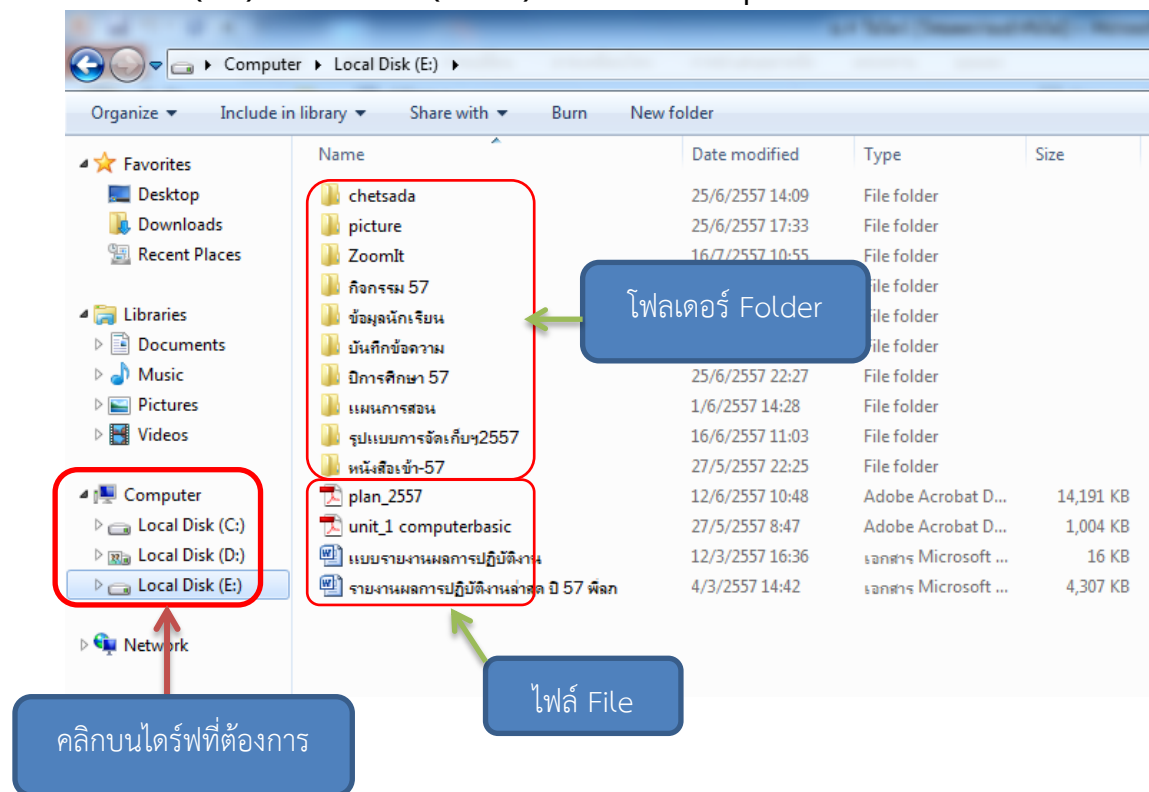 Computer ▸ Local Disk (E:) ▸
Organize Include in library Share with Burn New folder
Name Date modified Type Size
Favorites
Desktop
Downloads
Recent Places
Libraries
Documents
Music
Pictures
Videos
Computer
Local Disk (C:)
Local Disk (D:)
Local Disk (E:)
Network
chetsada 25/6/2557 14:09 File folder
picture 25/6/2557 17:33 File folder
ZoomIt 16/7/2557 10:55 File folder
กิจกรรม 57 File folder
ข้อมูลนักเรียน File folder
บันทึกข้อความ File folder
ปีการศึกษา 57 25/6/2557 22:27 File folder
แผนการสอน 1/6/2557 14:28 File folder
รูปแบบการจัดเก็บฯ2557 16/6/2557 11:03 File folder
หนังสือเข้า-57 27/5/2557 22:25 File folder
plan_2557 12/6/2557 10:48 Adobe Acrobat D... 14,191 KB
unit_1 computerbasic 27/5/2557 8:47 Adobe Acrobat D... 1,004 KB
แบบรายงานผลการปฏิบัติงาน 12/3/2557 16:36 เอกสาร Microsoft ... 16 KB
รายงานผลการปฏิบัติงานล่าสุด ปี 57 พี่ลภ 4/3/2557 14:42 เอกสาร Microsoft ... 4,307 KB
โฟลเดอร์ Folder
ไฟล์ File
คลิกบนไดร์ฟที่ต้องการ